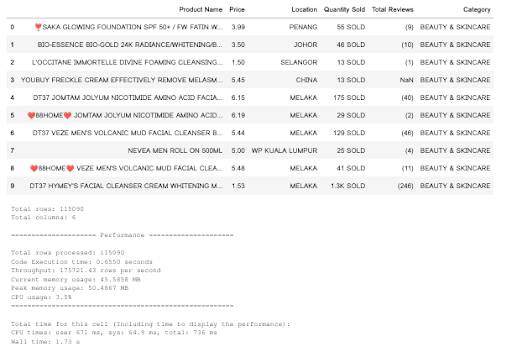 Product Name Price Location Quantity Sold Total Reviews Category
0 ❣️SAKA GLOWING FOUNDATION SPF 50+ / FW FATIN W... 3.99 PENANG 55 SOLD (9) BEAUTY & SKINCARE
1 BIO-ESSENCE BIO-GOLD 24K RADIANCE/WHITENING/B... 3.50 JOHOR 46 SOLD (10) BEAUTY & SKINCARE
2 L'OCCITANE IMMORTELLE DIVINE FOAMING CLEANSING... 1.50 SELANGOR 13 SOLD (1) BEAUTY & SKINCARE
3 YOUBUY FRECKLE CREAM EFFECTIVELY REMOVE MELASM... 5.45 CHINA 13 SOLD NaN BEAUTY & SKINCARE
4 DT37 JOMTAM JOLYUM NICOTIMIDE AMINO ACID FACIA... 6.15 MELAKA 175 SOLD (40) BEAUTY & SKINCARE
5 ❤️88HOME❤️ JOMTAM JOLYUM NICOTIMIDE AMINO ACID... 6.19 MELAKA 29 SOLD (2) BEAUTY & SKINCARE
6 DT37 VEZE MEN'S VOLCANIC MUD FACIAL CLEANSER B... 5.44 MELAKA 129 SOLD (46) BEAUTY & SKINCARE
7 NEVEA MEN ROLL ON 500ML 5.00 WP KUALA LUMPUR 25 SOLD (4) BEAUTY & SKINCARE
8 ❤️88HOME❤️ VEZE MEN'S VOLCANIC MUD FACIAL CLEA... 5.48 MELAKA 41 SOLD (11) BEAUTY & SKINCARE
9 DT37 HYMEY'S FACIAL CLEANSER CREAM WHITENING M... 1.53 MELAKA 1.3K SOLD (246) BEAUTY & SKINCARE
Total rows: 115090
Total columns: 6
===================== Performance =====================
Total rows processed: 115090
Code Execution time: 0.6550 seconds
Throughput: 175721.43 rows per second
Current memory usage: 45.5858 MB
Peak memory usage: 50.4867 MB
CPU usage: 3.5%
=======================================================
Total time for this cell (Including time to display the performance):
CPU times: user 671 ms, sys: 64.9 ms, total: 736 ms
Wall time: 1.73 s